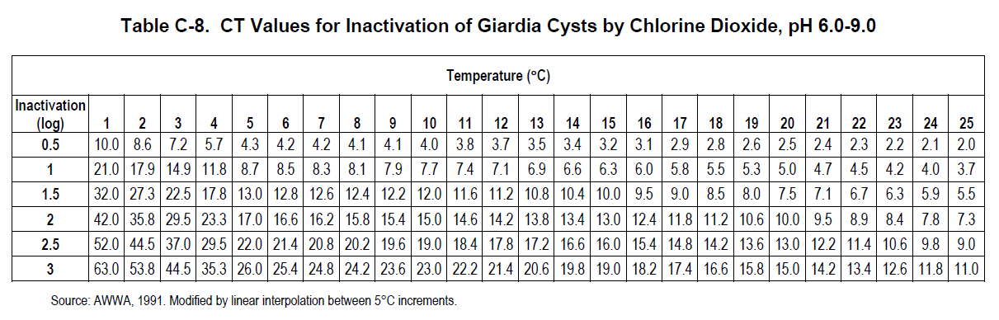 Table C-8. CT Values for Inactivation of Giardia Cysts by Chlorine Dioxide, pH 6.0-9.0
Temperature (°C)
Inactivation
(log) 1 2 3 4 5 6 7 8 9 10 11 12 13 14 15 16 17 18 19 20 21 22 23 24 25
0.5 10.0 8.6 7.2 5.7 4.3 4.2 4.2 4.1 4.1 4.0 3.8 3.7 3.5 3.4 3.2 3.1 2.9 2.8 2.6 2.5 2.4 2.3 2.2 2.1 2.0
1 21.0 17.9 14.9 11.8 8.7 8.5 8.3 8.1 7.9 7.7 7.4 7.1 6.9 6.6 6.3 6.0 5.8 5.5 5.3 5.0 4.7 4.5 4.2 4.0 3.7
1.5 32.0 27.3 22.5 17.8 13.0 12.8 12.6 12.4 12.2 12.0 11.6 11.2 10.8 10.4 10.0 9.5 9.0 8.5 8.0 7.5 7.1 6.7 6.3 5.9 5.5
2 42.0 35.8 29.5 23.3 17.0 16.6 16.2 15.8 15.4 15.0 14.6 14.2 13.8 13.4 13.0 12.4 11.8 11.2 10.6 10.0 9.5 8.9 8.4 7.8 7.3
2.5 52.0 44.5 37.0 29.5 22.0 21.4 20.8 20.2 19.6 19.0 18.4 17.8 17.2 16.6 16.0 15.4 14.8 14.2 13.6 13.0 12.2 11.4 10.6 9.8 9.0
3 63.0 53.8 44.5 35.3 26.0 25.4 24.8 24.2 23.6 23.0 22.2 21.4 20.6 19.8 19.0 18.2 17.4 16.6 15.8 15.0 14.2 13.4 12.6 11.8 11.0
Source: AWWA, 1991. Modified by linear interpolation between 5°C increments.